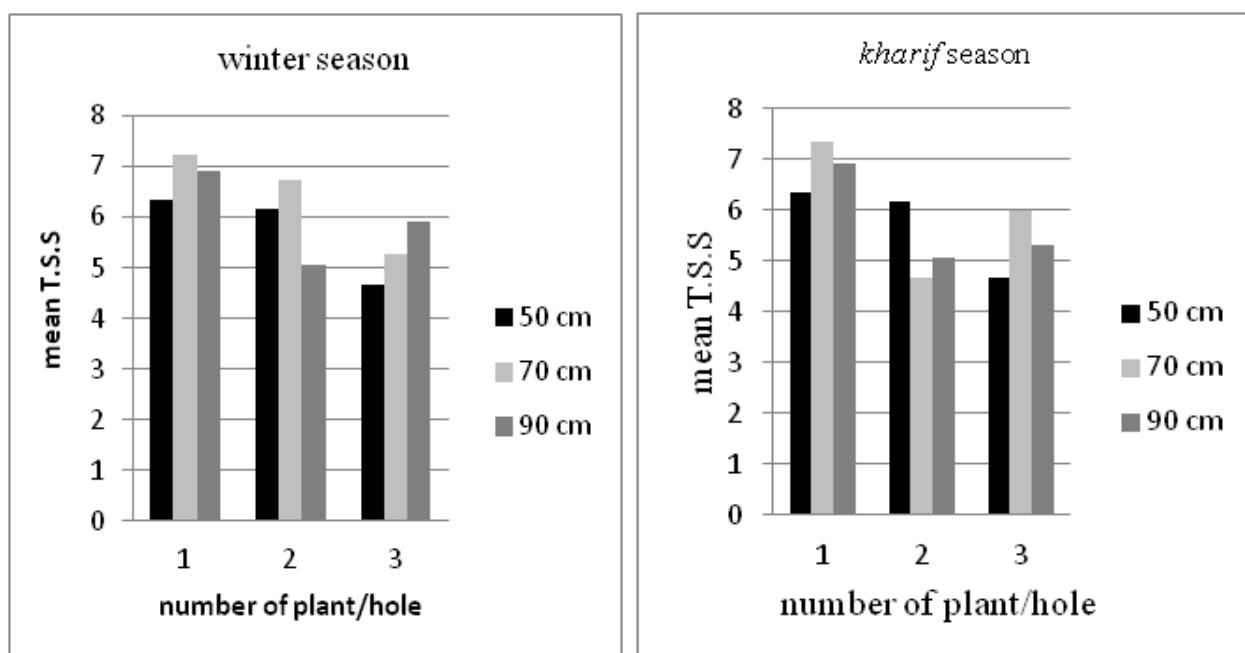 winter season
8
7
6
5
4
3
2
1
0
mean T.S.S
1 2 3
number of plant/hole
50 cm
70 cm
90 cm
kharif season
8
7
6
5
4
3
2
1
0
mean T.S.S
1 2 3
number of plant/hole
50 cm
70 cm
90 cm